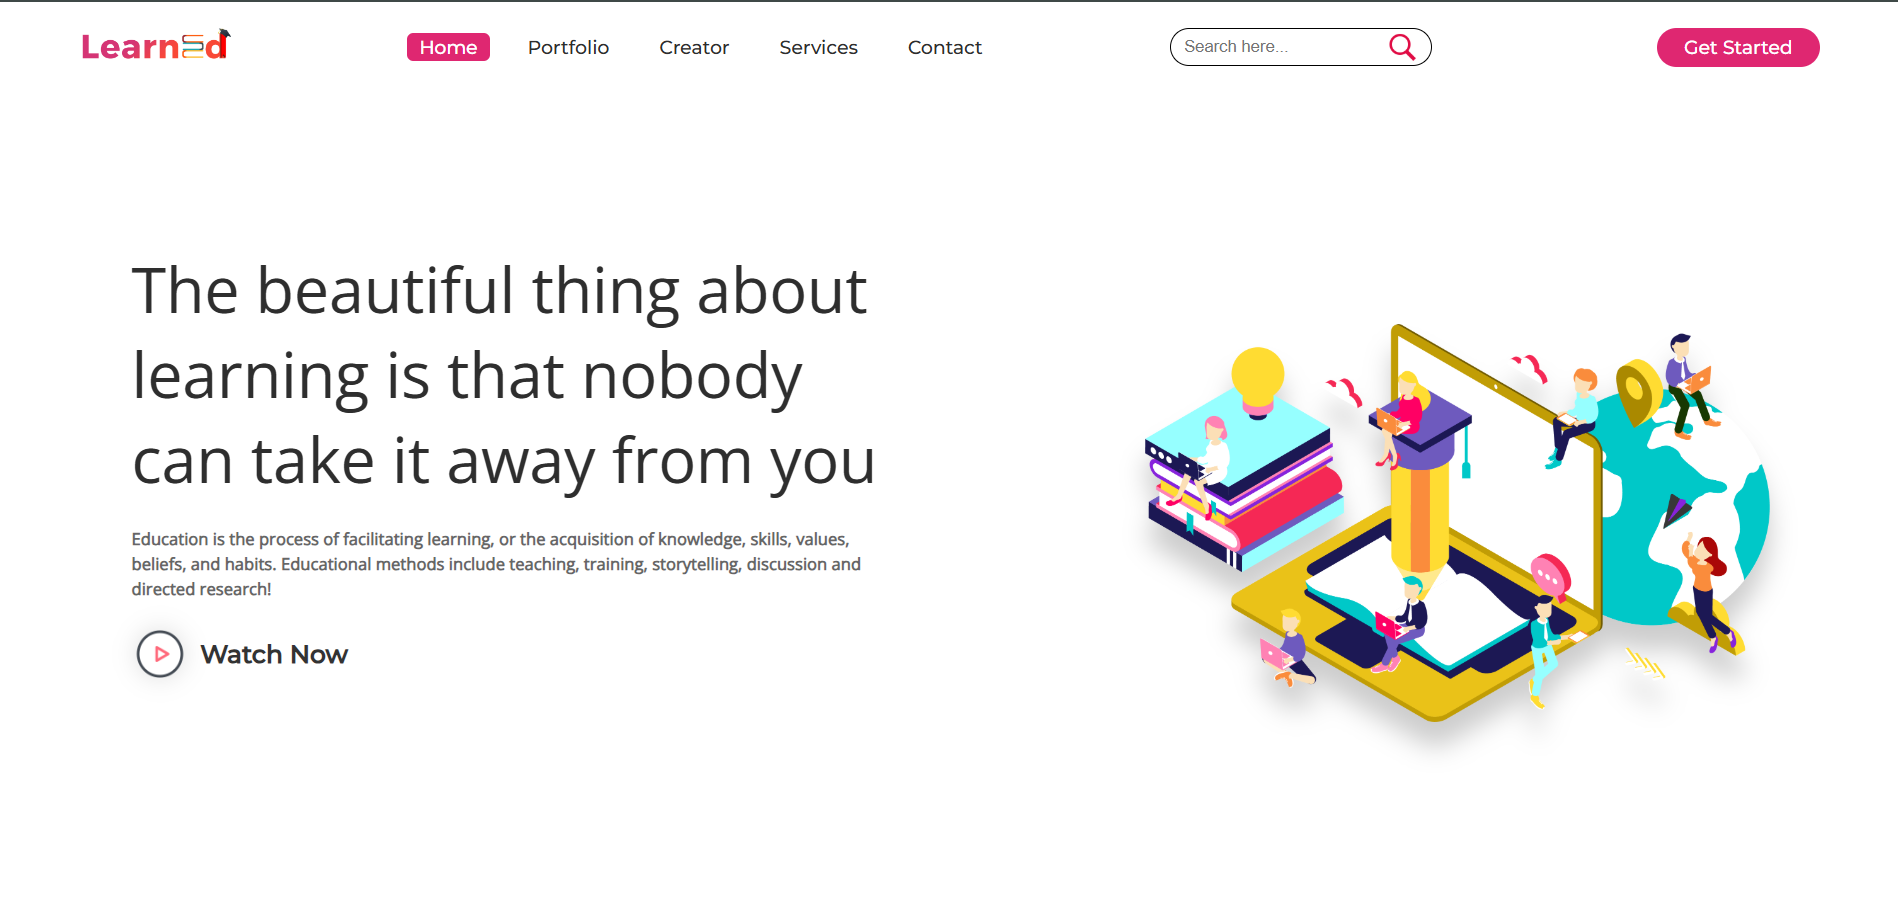 LearnEd
Home
Portfolio
Creator
Services
Contact
Search here...
Get Started
The beautiful thing about
learning is that nobody
can take it away from you
Education is the process of facilitating learning, or the acquisition of knowledge, skills, values,
beliefs, and habits. Educational methods include teaching, training, storytelling, discussion and
directed research!
Watch Now